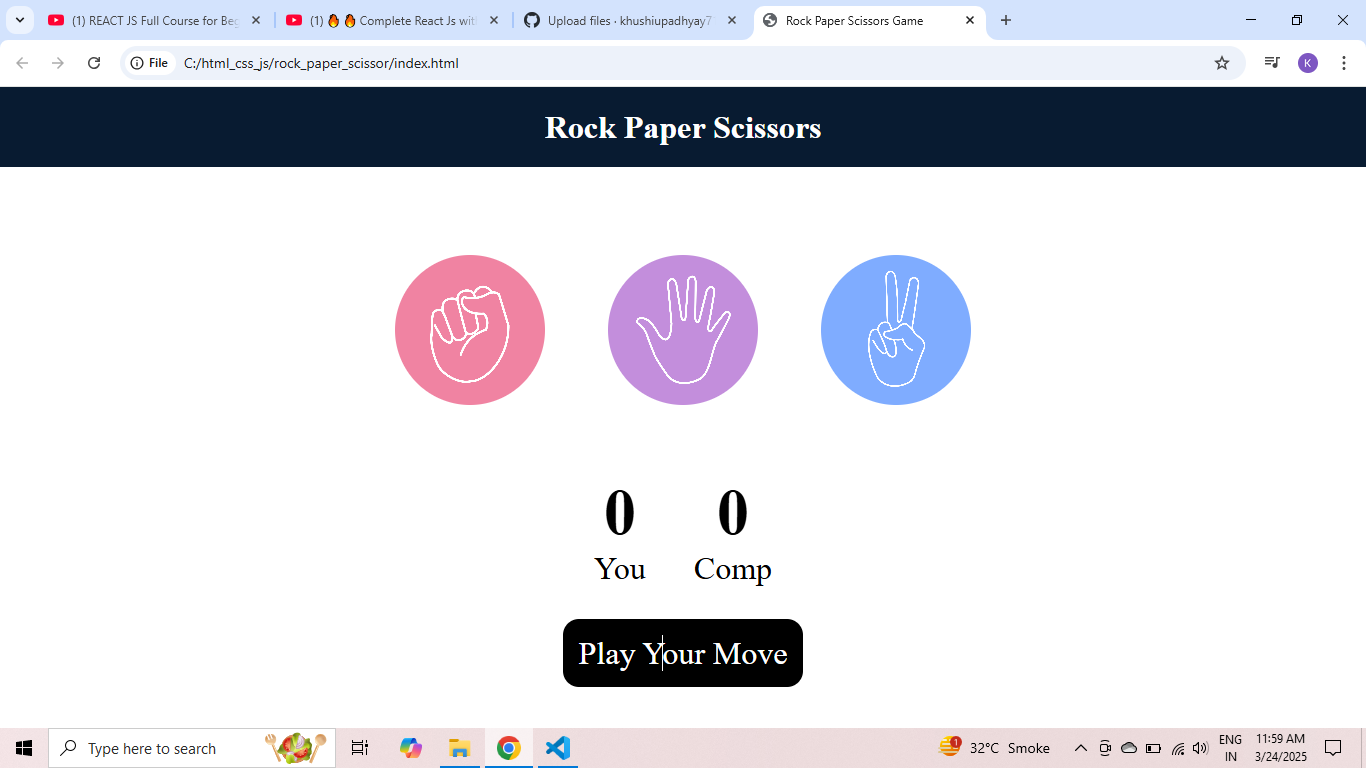 (1) REACT JS Full Course for Beg
(1) 🔥🔥 Complete React Js with
Upload files · khushiupadhyay7
Rock Paper Scissors Game
File
C:/html_css_js/rock_paper_scissor/index.html
K
Rock Paper Scissors
0 0
You Comp
Play Your Move
Type here to search
1
32°C Smoke
ENG
IN
11:59 AM
3/24/2025